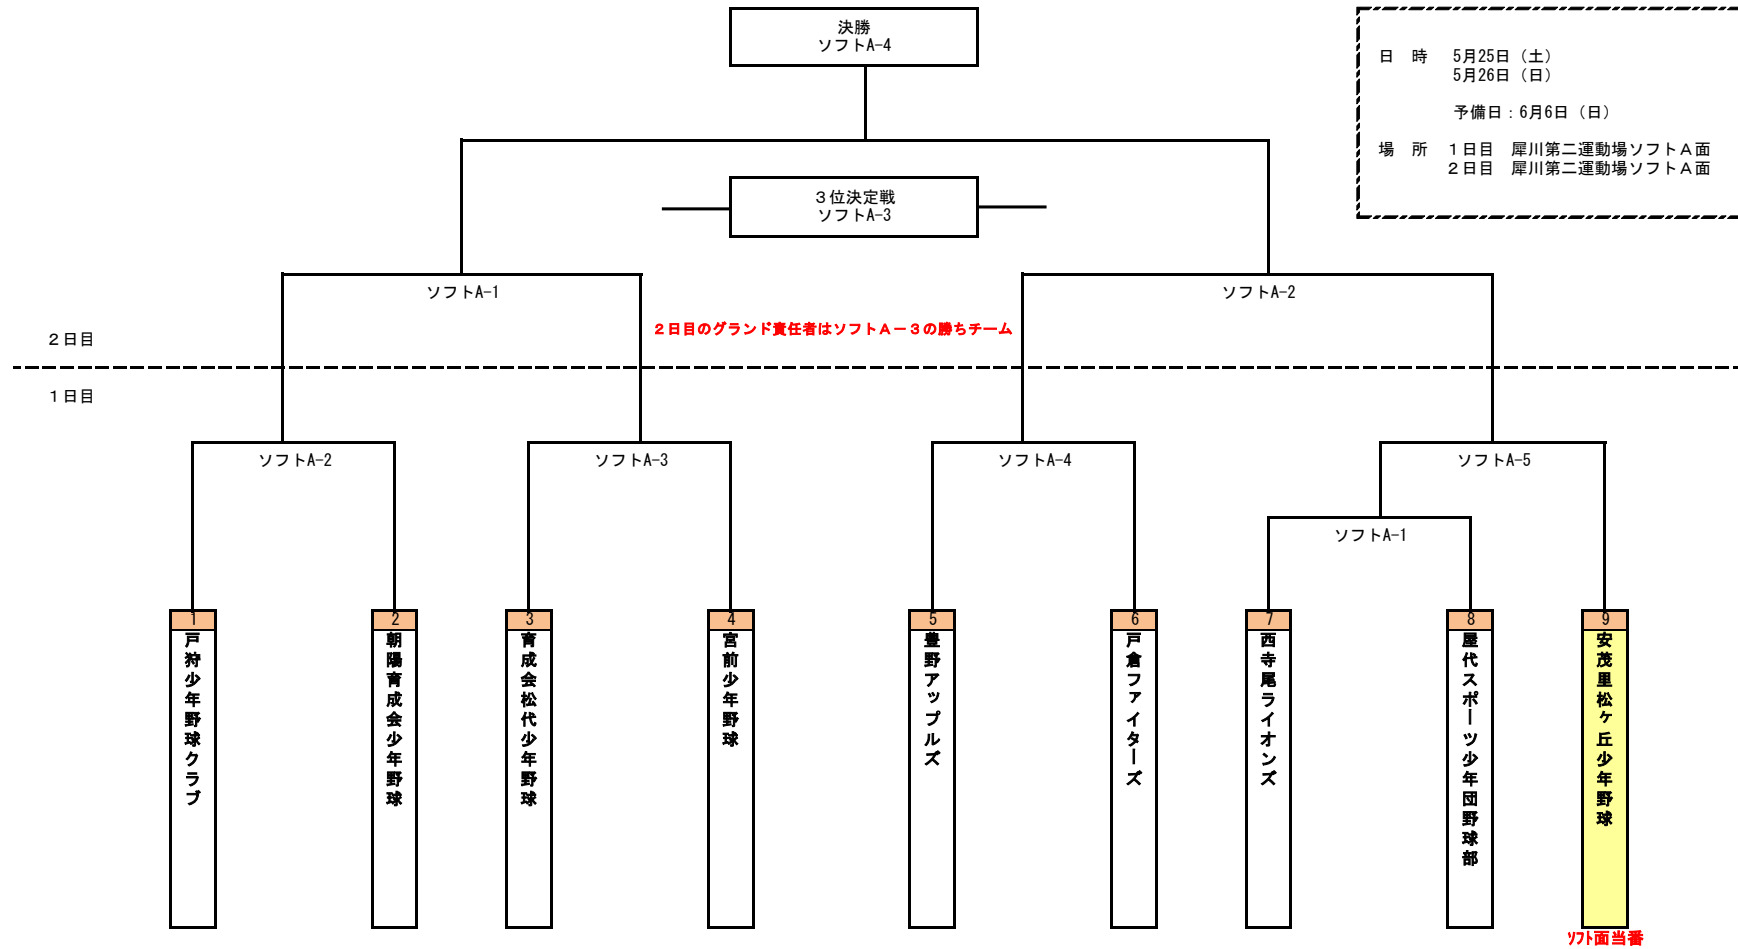 決勝
ソフトA-4
日　時　5月25日（土）
5月26日（日）
予備日：6月6日（日）
場　所　１日目　犀川第二運動場ソフトＡ面
２日目　犀川第二運動場ソフトＡ面
３位決定戦
ソフトA-3
ソフトA-1
ソフトA-2
２日目のグランド責任者はソフトＡ－３の勝ちチーム
２日目
１日目
ソフトA-2
ソフトA-3
ソフトA-4
ソフトA-5
ソフトA-1
1
戸狩少年野球クラブ
2
朝陽育成会少年野球
3
育成会松代少年野球
4
宮前少年野球
5
豊野アップルズ
6
戸倉ファイターズ
7
西寺尾ライオンズ
8
屋代スポーツ少年団野球部
9
安茂里松ヶ丘少年野球
ｿﾌﾄ面当番